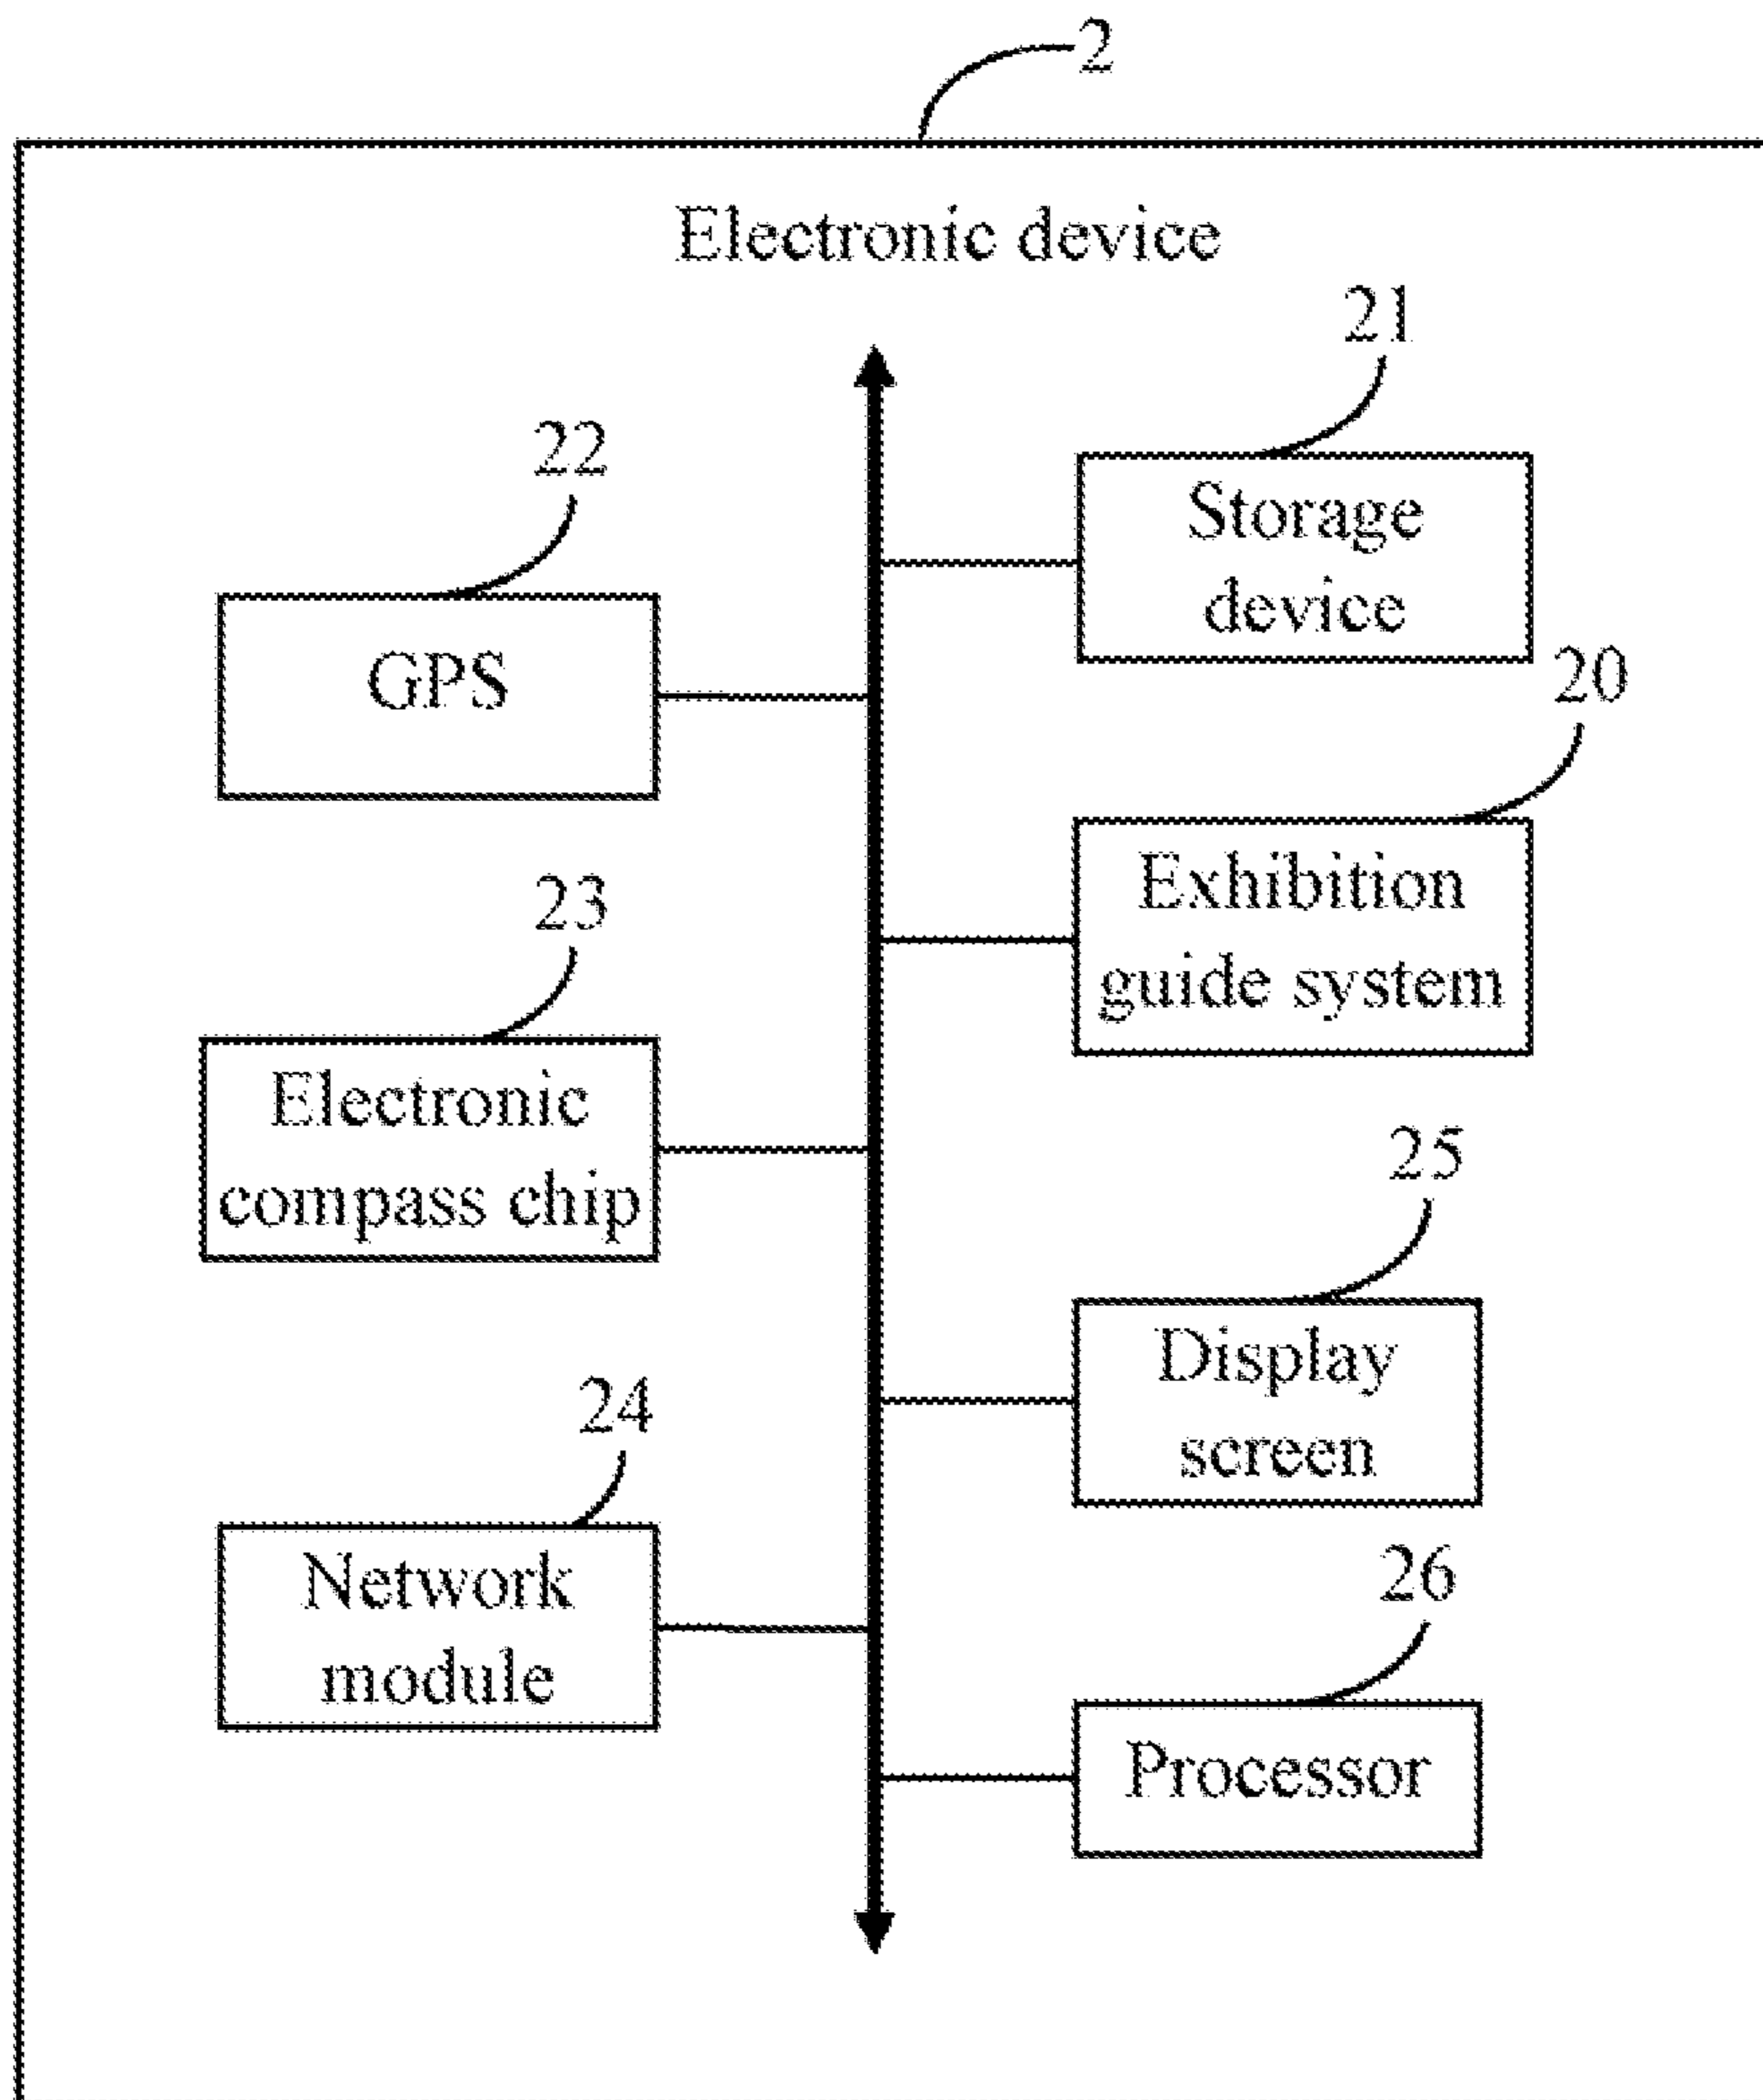 2
Electronic device
21
Storage
device
22
GPS
20
Exhibition
guide system
23
Electronic
compass chip
25
Display
screen
24
Network
module
26
Processor